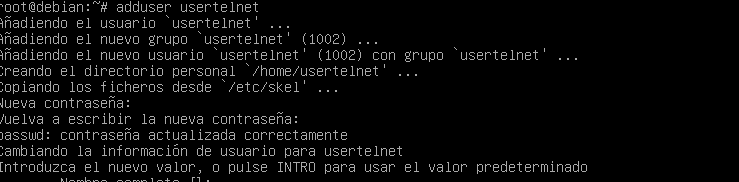 root@debian:~# adduser usertelnet
Añadiendo el usuario `usertelnet' ...
Añadiendo el nuevo grupo `usertelnet' (1002) ...
Añadiendo el nuevo usuario `usertelnet' (1002) con grupo `usertelnet' ...
Creando el directorio personal `/home/usertelnet' ...
Copiando los ficheros desde `/etc/skel' ...
Nueva contraseña:
Vuelva a escribir la nueva contraseña:
passwd: contraseña actualizada correctamente
Cambiando la información de usuario para usertelnet
Introduzca el nuevo valor, o pulse INTRO para usar el valor predeterminado
Nombre completo []: